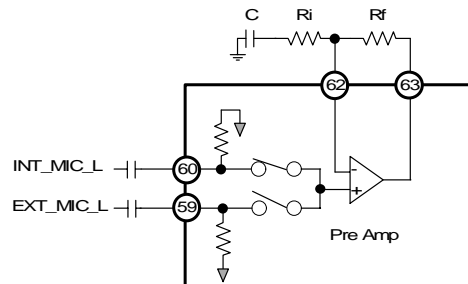 C Ri Rf
62 63
INT_MIC_L 60
EXT_MIC_L 59
- 
+
Pre Amp